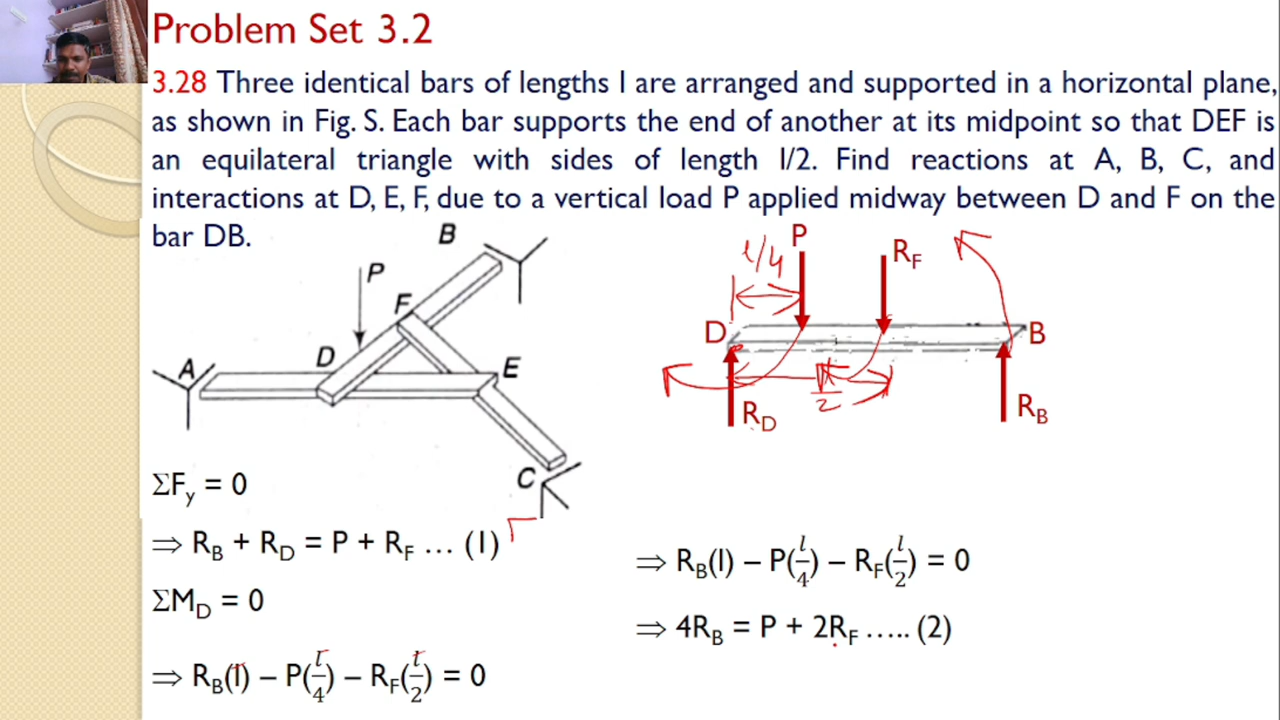 Problem Set 3.2
3.28 Three identical bars of lengths l are arranged and supported in a horizontal plane,
as shown in Fig. S. Each bar supports the end of another at its midpoint so that DEF is
an equilateral triangle with sides of length l/2. Find reactions at A, B, C, and
interactions at D, E, F, due to a vertical load P applied midway between D and F on the
bar DB.
B
P
F
D
A
E
C
P
l/4
R_F
D
B
l/2
R_D
R_B
ΣF_y = 0
⇒ R_B + R_D = P + R_F … (1)
ΣM_D = 0
⇒ R_B(l) – P(l/4) – R_F(l/2) = 0
⇒ R_B(l) – P(l/4) – R_F(l/2) = 0
⇒ 4R_B = P + 2R_F ….. (2)